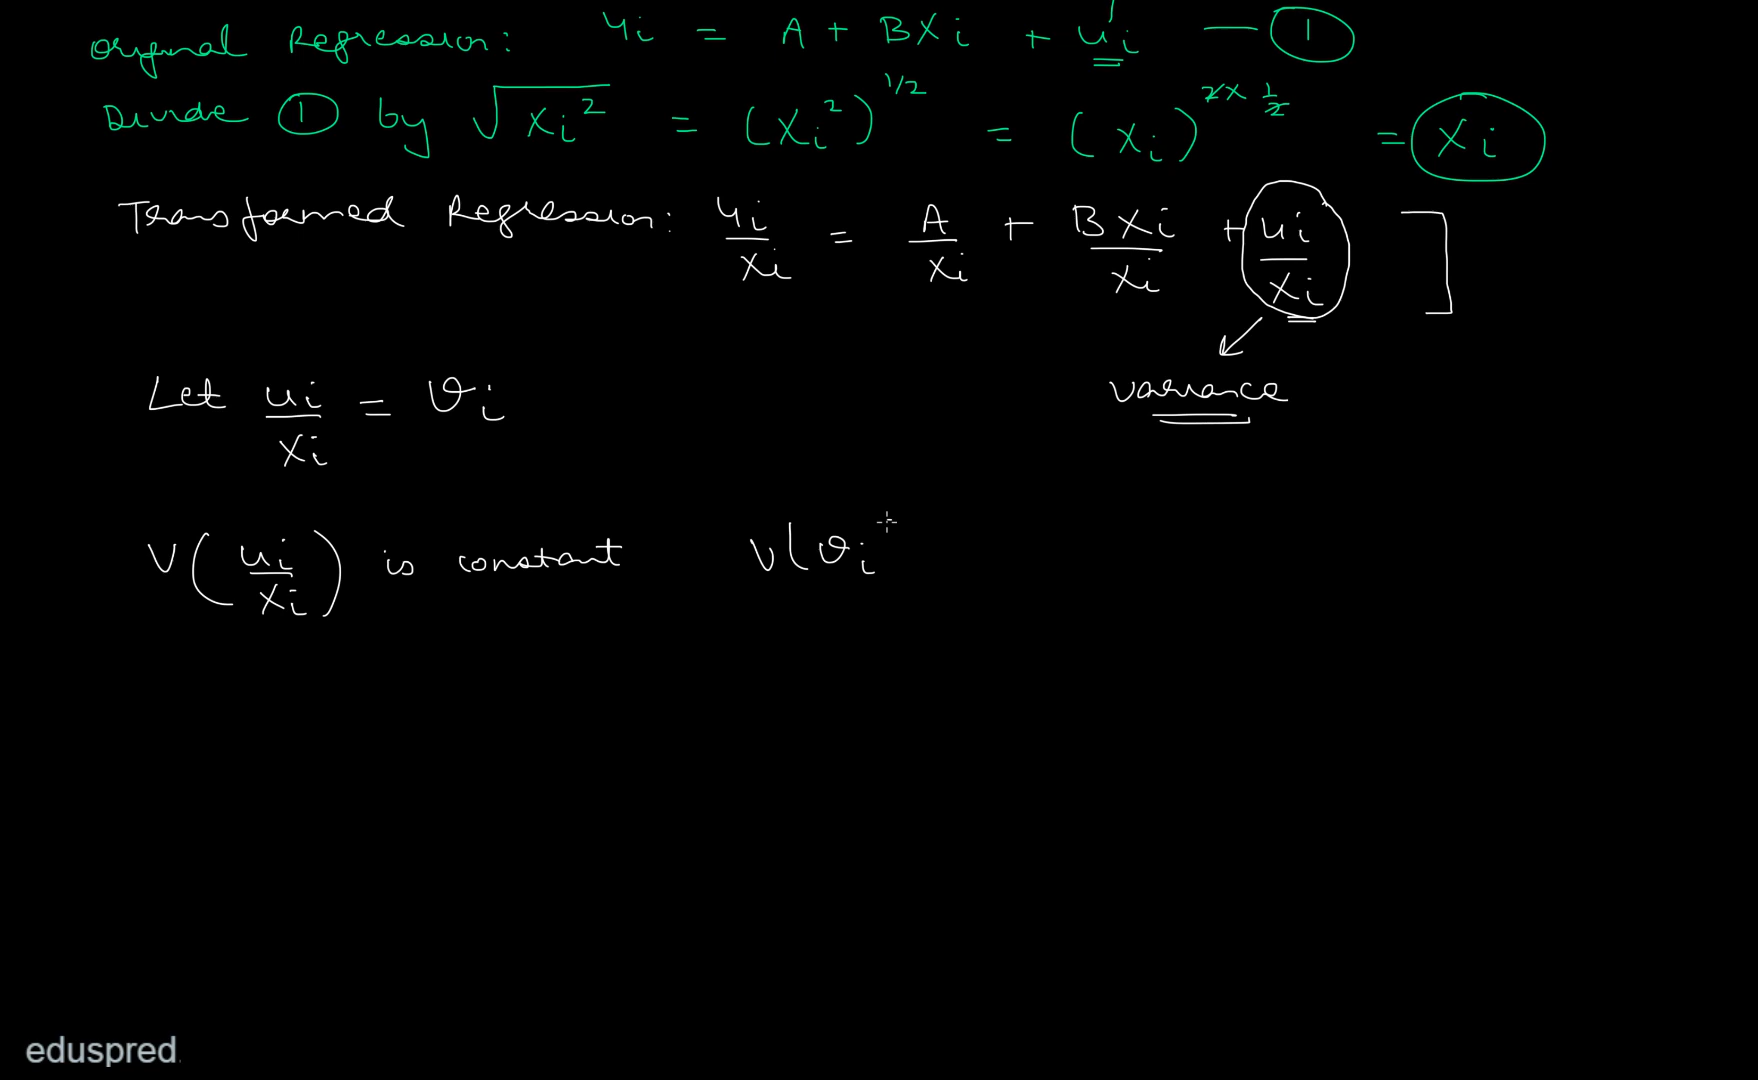 Original Regression: Yi = A + BXi + ui — ①
Divide ① by √Xi² = (Xi²)^1/2 = (Xi)^2×1/2 = Xi
Transformed Regression: Yi/Xi = A/Xi + BXi/Xi + ui/Xi ]
variance
Let ui/Xi = vi
V(ui/Xi) is constant V(vi
eduspred